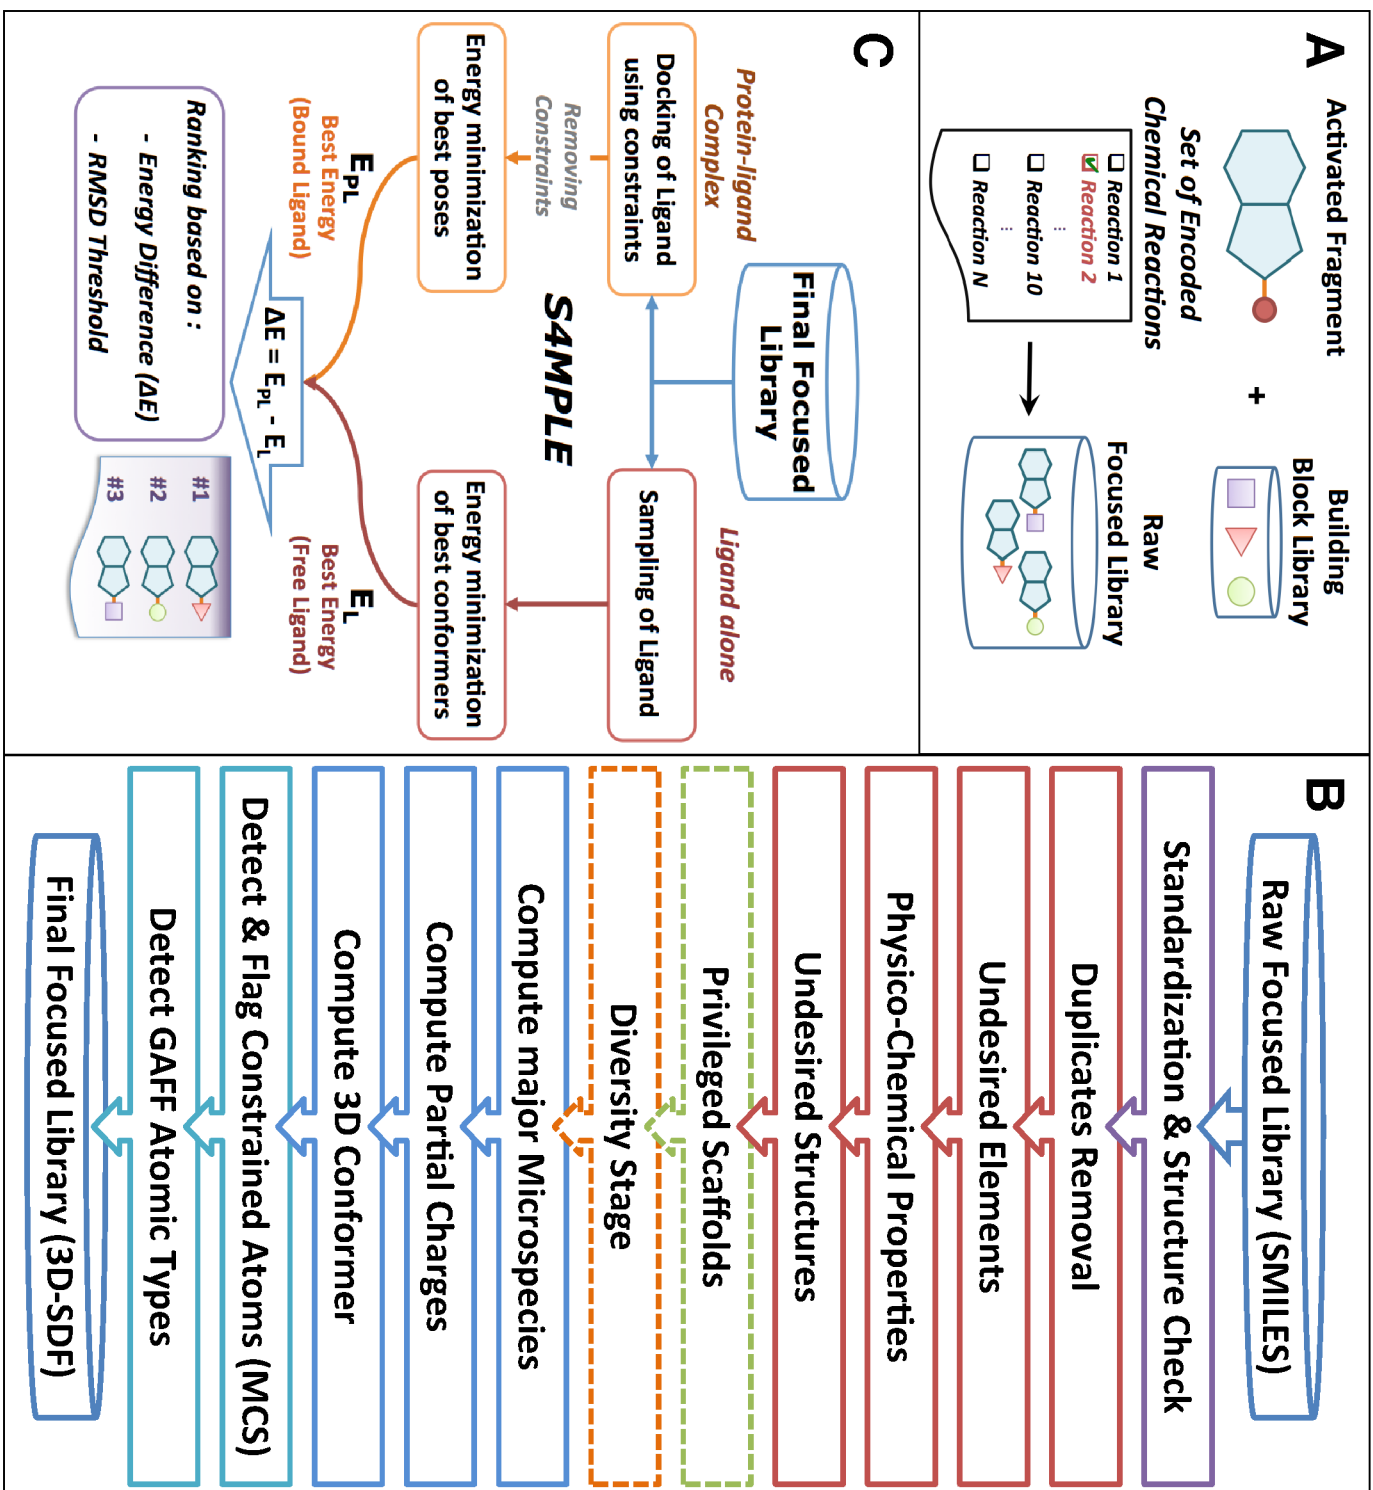 A
Activated Fragment
+
Building
Block Library
Set of Encoded
Chemical Reactions
Reaction 1
Reaction 2
...
Reaction 10
...
Reaction N
Raw
Focused Library
B
Raw Focused Library (SMILES)
Standardization & Structure Check
Duplicates Removal
Undesired Elements
Physico-Chemical Properties
Undesired Structures
Privileged Scaffolds
Diversity Stage
Compute major Microspecies
Compute Partial Charges
Compute 3D Conformer
Detect & Flag Constrained Atoms (MCS)
Detect GAFF Atomic Types
Final Focused Library (3D-SDF)
C
Final Focused
Library
Protein-ligand
Complex
Ligand alone
Docking of Ligand
using constraints
Sampling of Ligand
Removing
Constraints
S4MPLE
Energy minimization
of best poses
Energy minimization
of best conformers
EPL
Best Energy
(Bound Ligand)
EL
Best Energy
(Free Ligand)
ΔE = EPL - EL
Ranking based on :
- Energy Difference (ΔE)
- RMSD Threshold
#1
#2
#3